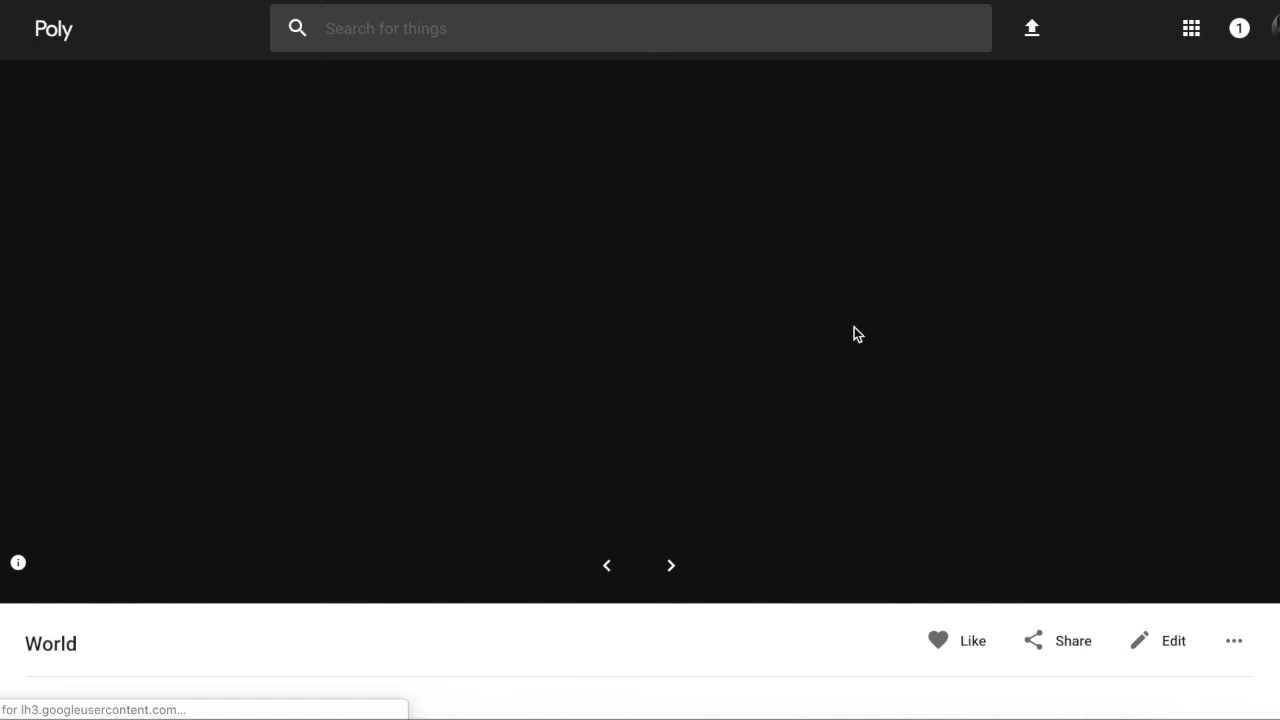 Poly
Search for things
1
World
Like
Share
Edit
for lh3.googleusercontent.com...